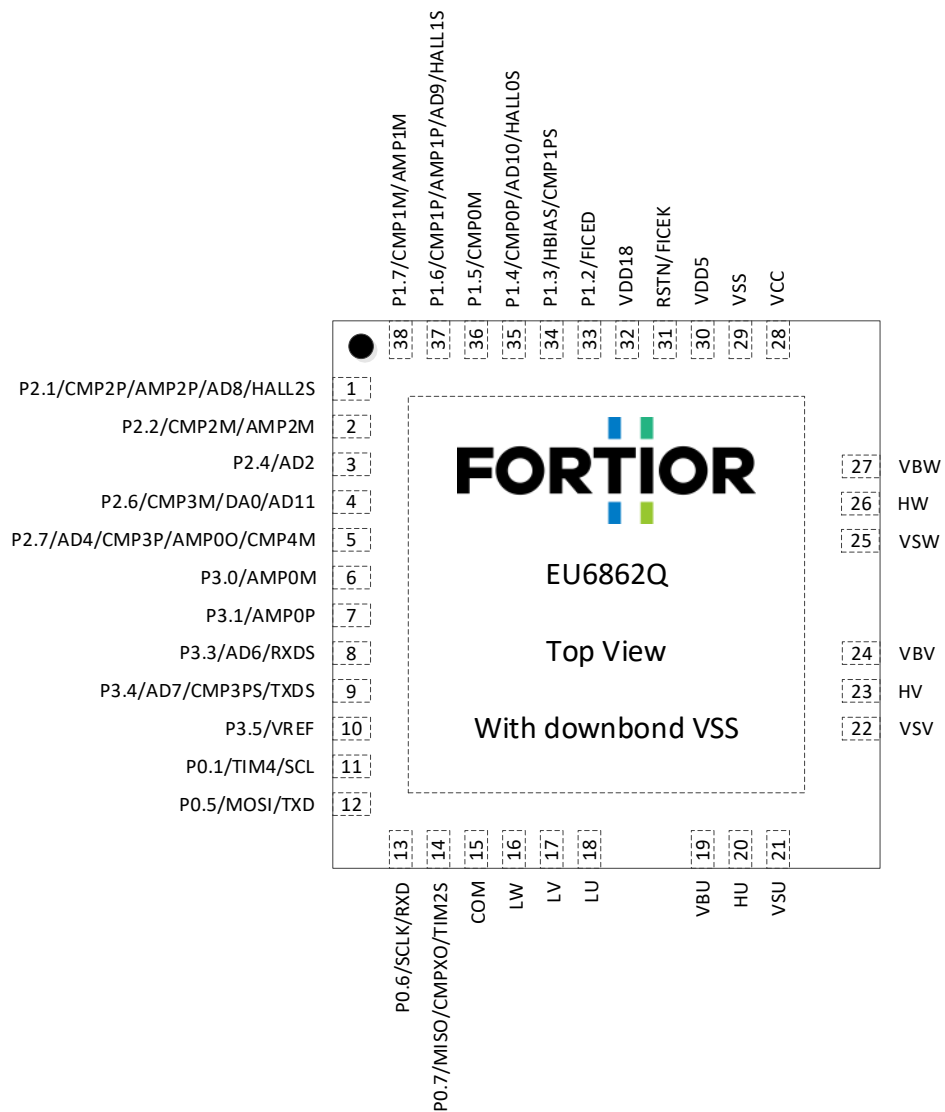 P1.7/CMP1M/AMP1M
P1.6/CMP1P/AMP1P/AD9/HALL1S
P1.5/CMP0M
P1.4/CMP0P/AD10/HALL0S
P1.3/HBIAS/CMP1PS
P1.2/FICED
VDD18
RSTN/FICEK
VDD5
VSS
VCC
38 37 36 35 34 33 32 31 30 29 28
P2.1/CMP2P/AMP2P/AD8/HALL2S 1
P2.2/CMP2M/AMP2M 2
P2.4/AD2 3
P2.6/CMP3M/DA0/AD11 4
P2.7/AD4/CMP3P/AMP0O/CMP4M 5
P3.0/AMP0M 6
P3.1/AMP0P 7
P3.3/AD6/RXDS 8
P3.4/AD7/CMP3PS/TXDS 9
P3.5/VREF 10
P0.1/TIM4/SCL 11
P0.5/MOSI/TXD 12
FORTIOR
EU6862Q
Top View
With downbond VSS
27 VBW
26 HW
25 VSW
24 VBV
23 HV
22 VSV
13 14 15 16 17 18 19 20 21
P0.6/SCLK/RXD
P0.7/MISO/CMPXO/TIM2S
COM
LW
LV
LU
VBU
HU
VSU